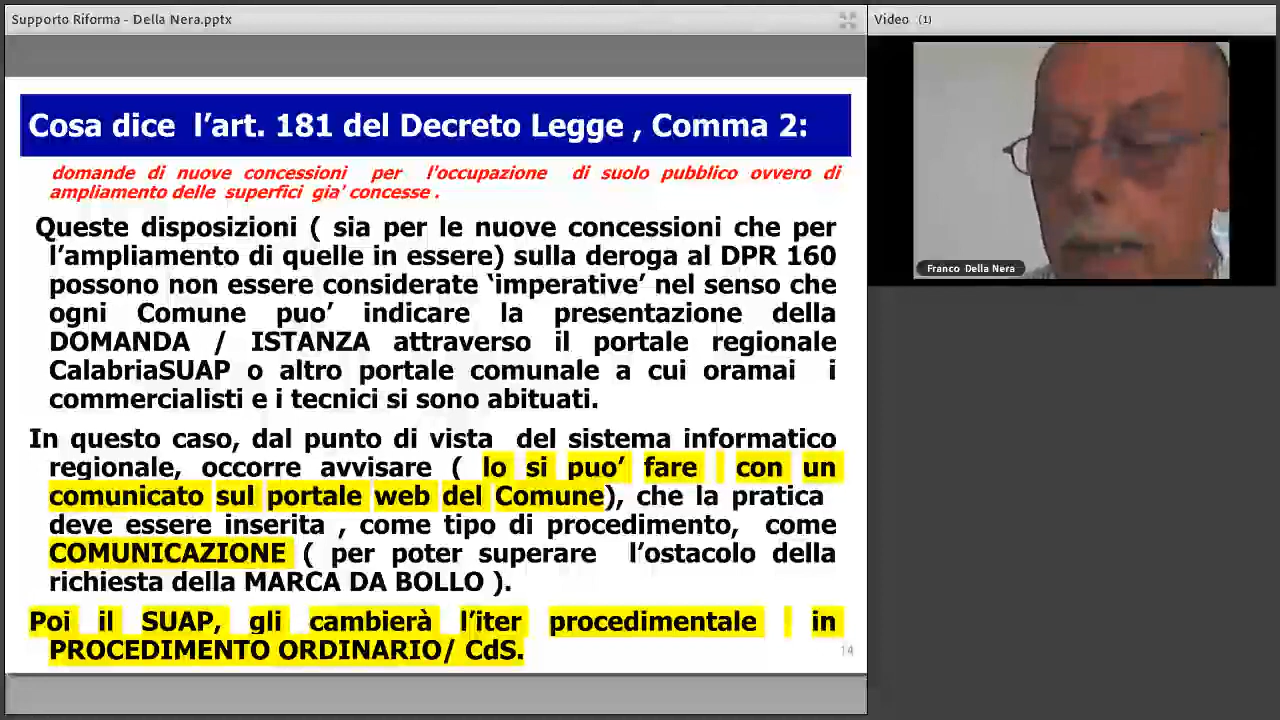 Supporto Riforma - Della Nera.pptx
Video (1)
Cosa dice l’art. 181 del Decreto Legge , Comma 2:
domande di nuove concessioni per l'occupazione di suolo pubblico ovvero di
ampliamento delle superfici gia' concesse .
Queste disposizioni ( sia per le nuove concessioni che per
l’ampliamento di quelle in essere) sulla deroga al DPR 160
possono non essere considerate ‘imperative’ nel senso che
ogni Comune puo’ indicare la presentazione della
DOMANDA / ISTANZA attraverso il portale regionale
CalabriaSUAP o altro portale comunale a cui oramai i
commercialisti e i tecnici si sono abituati.
In questo caso, dal punto di vista del sistema informatico
regionale, occorre avvisare ( lo si puo’ fare con un
comunicato sul portale web del Comune), che la pratica
deve essere inserita , come tipo di procedimento, come
COMUNICAZIONE ( per poter superare l’ostacolo della
richiesta della MARCA DA BOLLO ).
Poi il SUAP, gli cambierà l’iter procedimentale in
PROCEDIMENTO ORDINARIO/ CdS.
14
Franco Della Nera